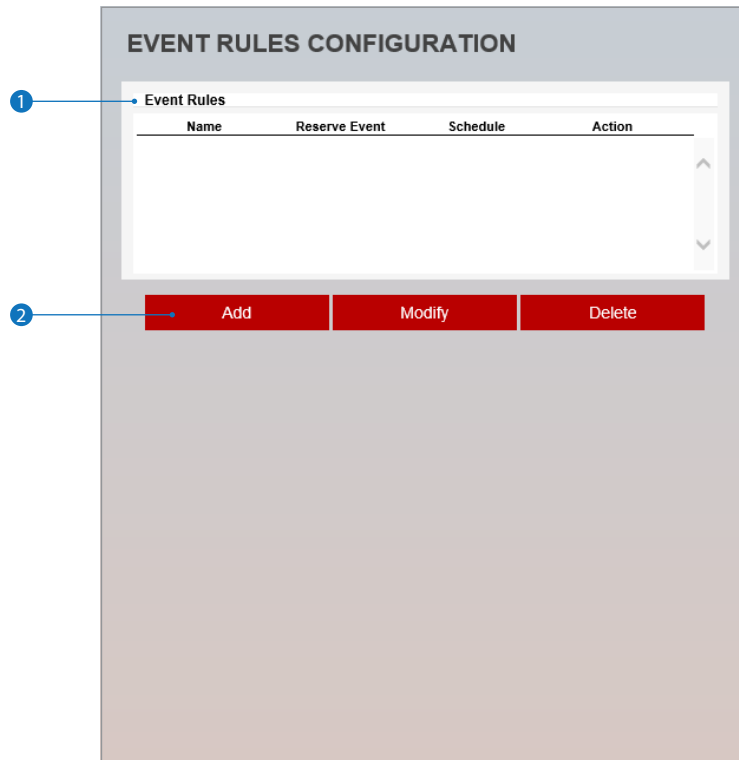 EVENT RULES CONFIGURATION
1
Event Rules
Name Reserve Event Schedule Action
2
Add Modify Delete